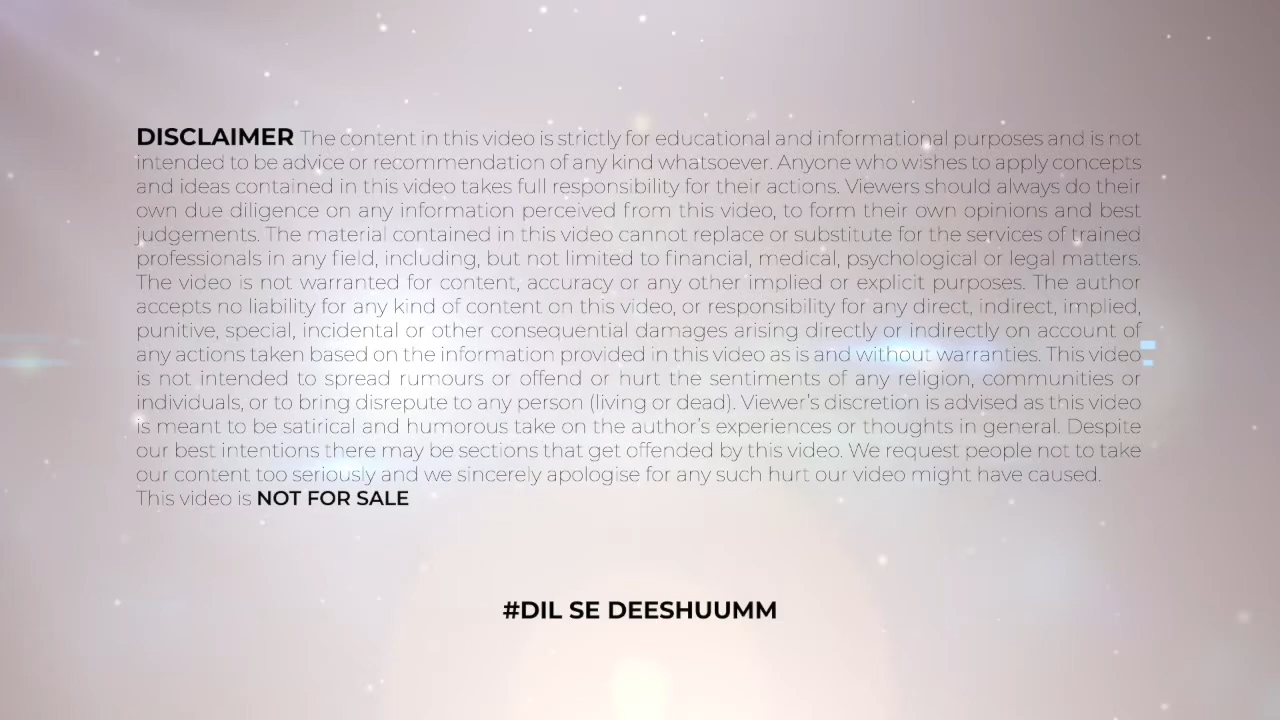 DISCLAIMER The content in this video is strictly for educational and informational purposes and is not
intended to be advice or recommendation of any kind whatsoever. Anyone who wishes to apply concepts
and ideas contained in this video takes full responsibility for their actions. Viewers should always do their
own due diligence on any information perceived from this video, to form their own opinions and best
judgements. The material contained in this video cannot replace or substitute for the services of trained
professionals in any field, including, but not limited to financial, medical, psychological or legal matters.
The video is not warranted for content, accuracy or any other implied or explicit purposes. The author
accepts no liability for any kind of content on this video, or responsibility for any direct, indirect, implied,
punitive, special, incidental or other consequential damages arising directly or indirectly on account of
any actions taken based on the information provided in this video as is and without warranties. This video
is not intended to spread rumours or offend or hurt the sentiments of any religion, communities or
individuals, or to bring disrepute to any person (living or dead). Viewer's discretion is advised as this video
is meant to be satirical and humorous take on the author's experiences or thoughts in general. Despite
our best intentions there may be sections that get offended by this video. We request people not to take
our content too seriously and we sincerely apologise for any such hurt our video might have caused.
This video is NOT FOR SALE
#DIL SE DEESHUUMM